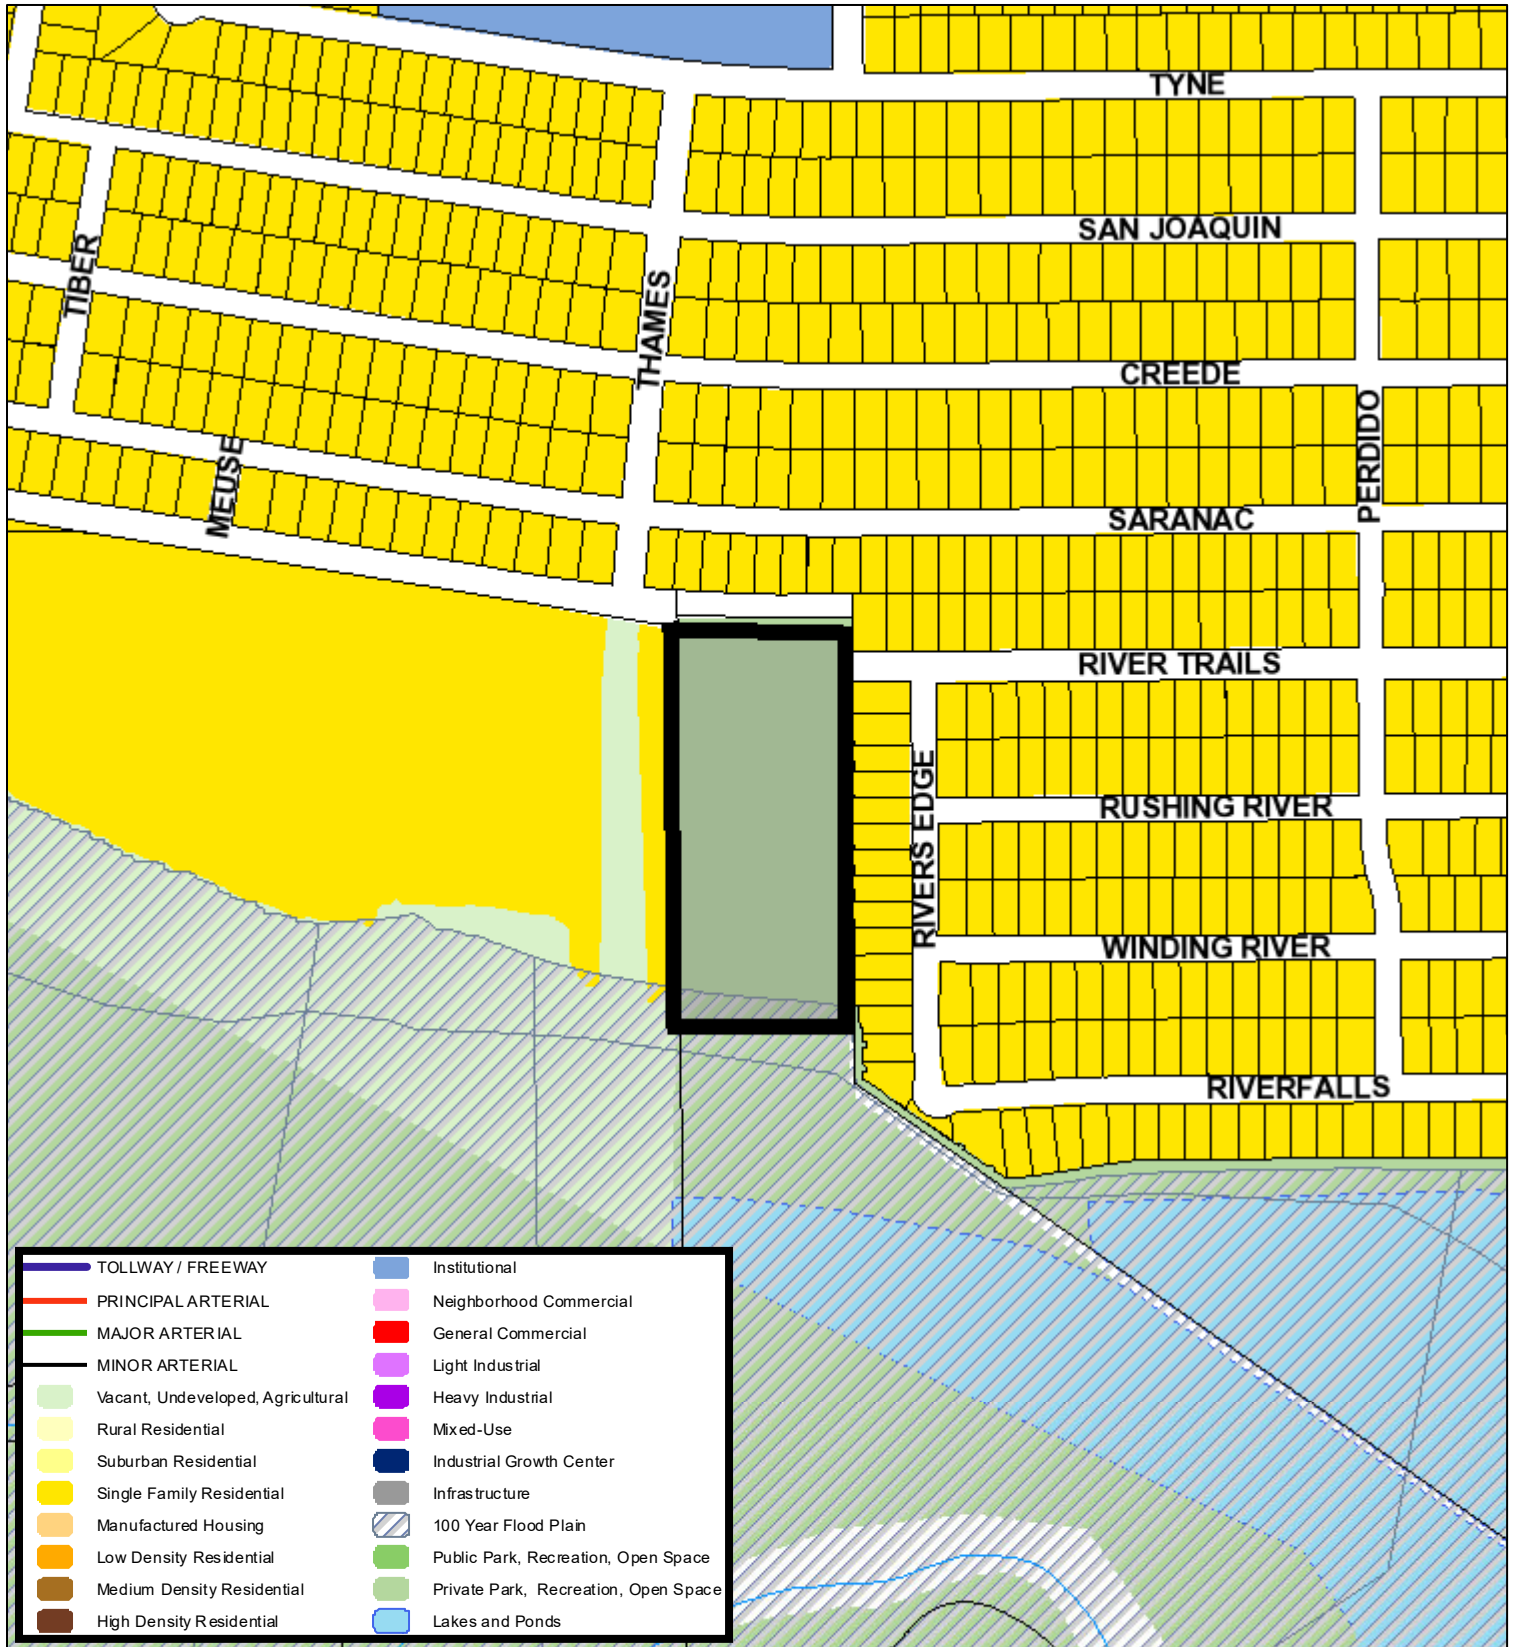 TYNE
SAN JOAQUIN
TIBER
THAMES
CREEDE
PERDIDO
MEUSE
SARANAC
RIVER TRAILS
RIVERS EDGE
RUSHING RIVER
WINDING RIVER
RIVERFALLS
TOLLWAY / FREEWAY
PRINCIPAL ARTERIAL
MAJOR ARTERIAL
MINOR ARTERIAL
Vacant, Undeveloped, Agricultural
Rural Residential
Suburban Residential
Single Family Residential
Manufactured Housing
Low Density Residential
Medium Density Residential
High Density Residential
Institutional
Neighborhood Commercial
General Commercial
Light Industrial
Heavy Industrial
Mixed-Use
Industrial Growth Center
Infrastructure
100 Year Flood Plain
Public Park, Recreation, Open Space
Private Park, Recreation, Open Space
Lakes and Ponds